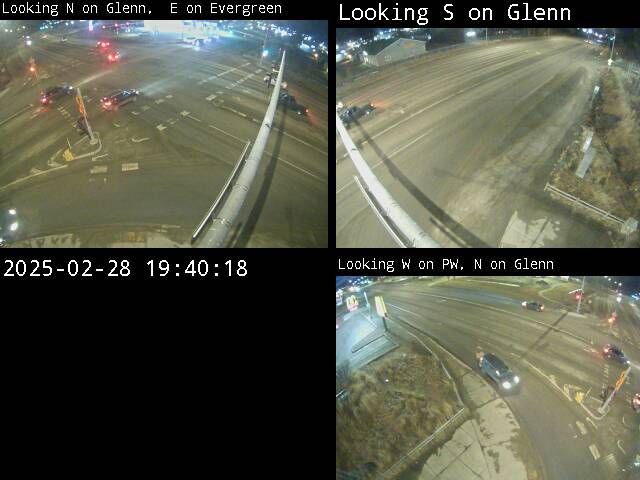 Looking N on Glenn,  E on Evergreen
Looking S on Glenn
2025-02-28 19:40:18
Looking W on PW, N on Glenn